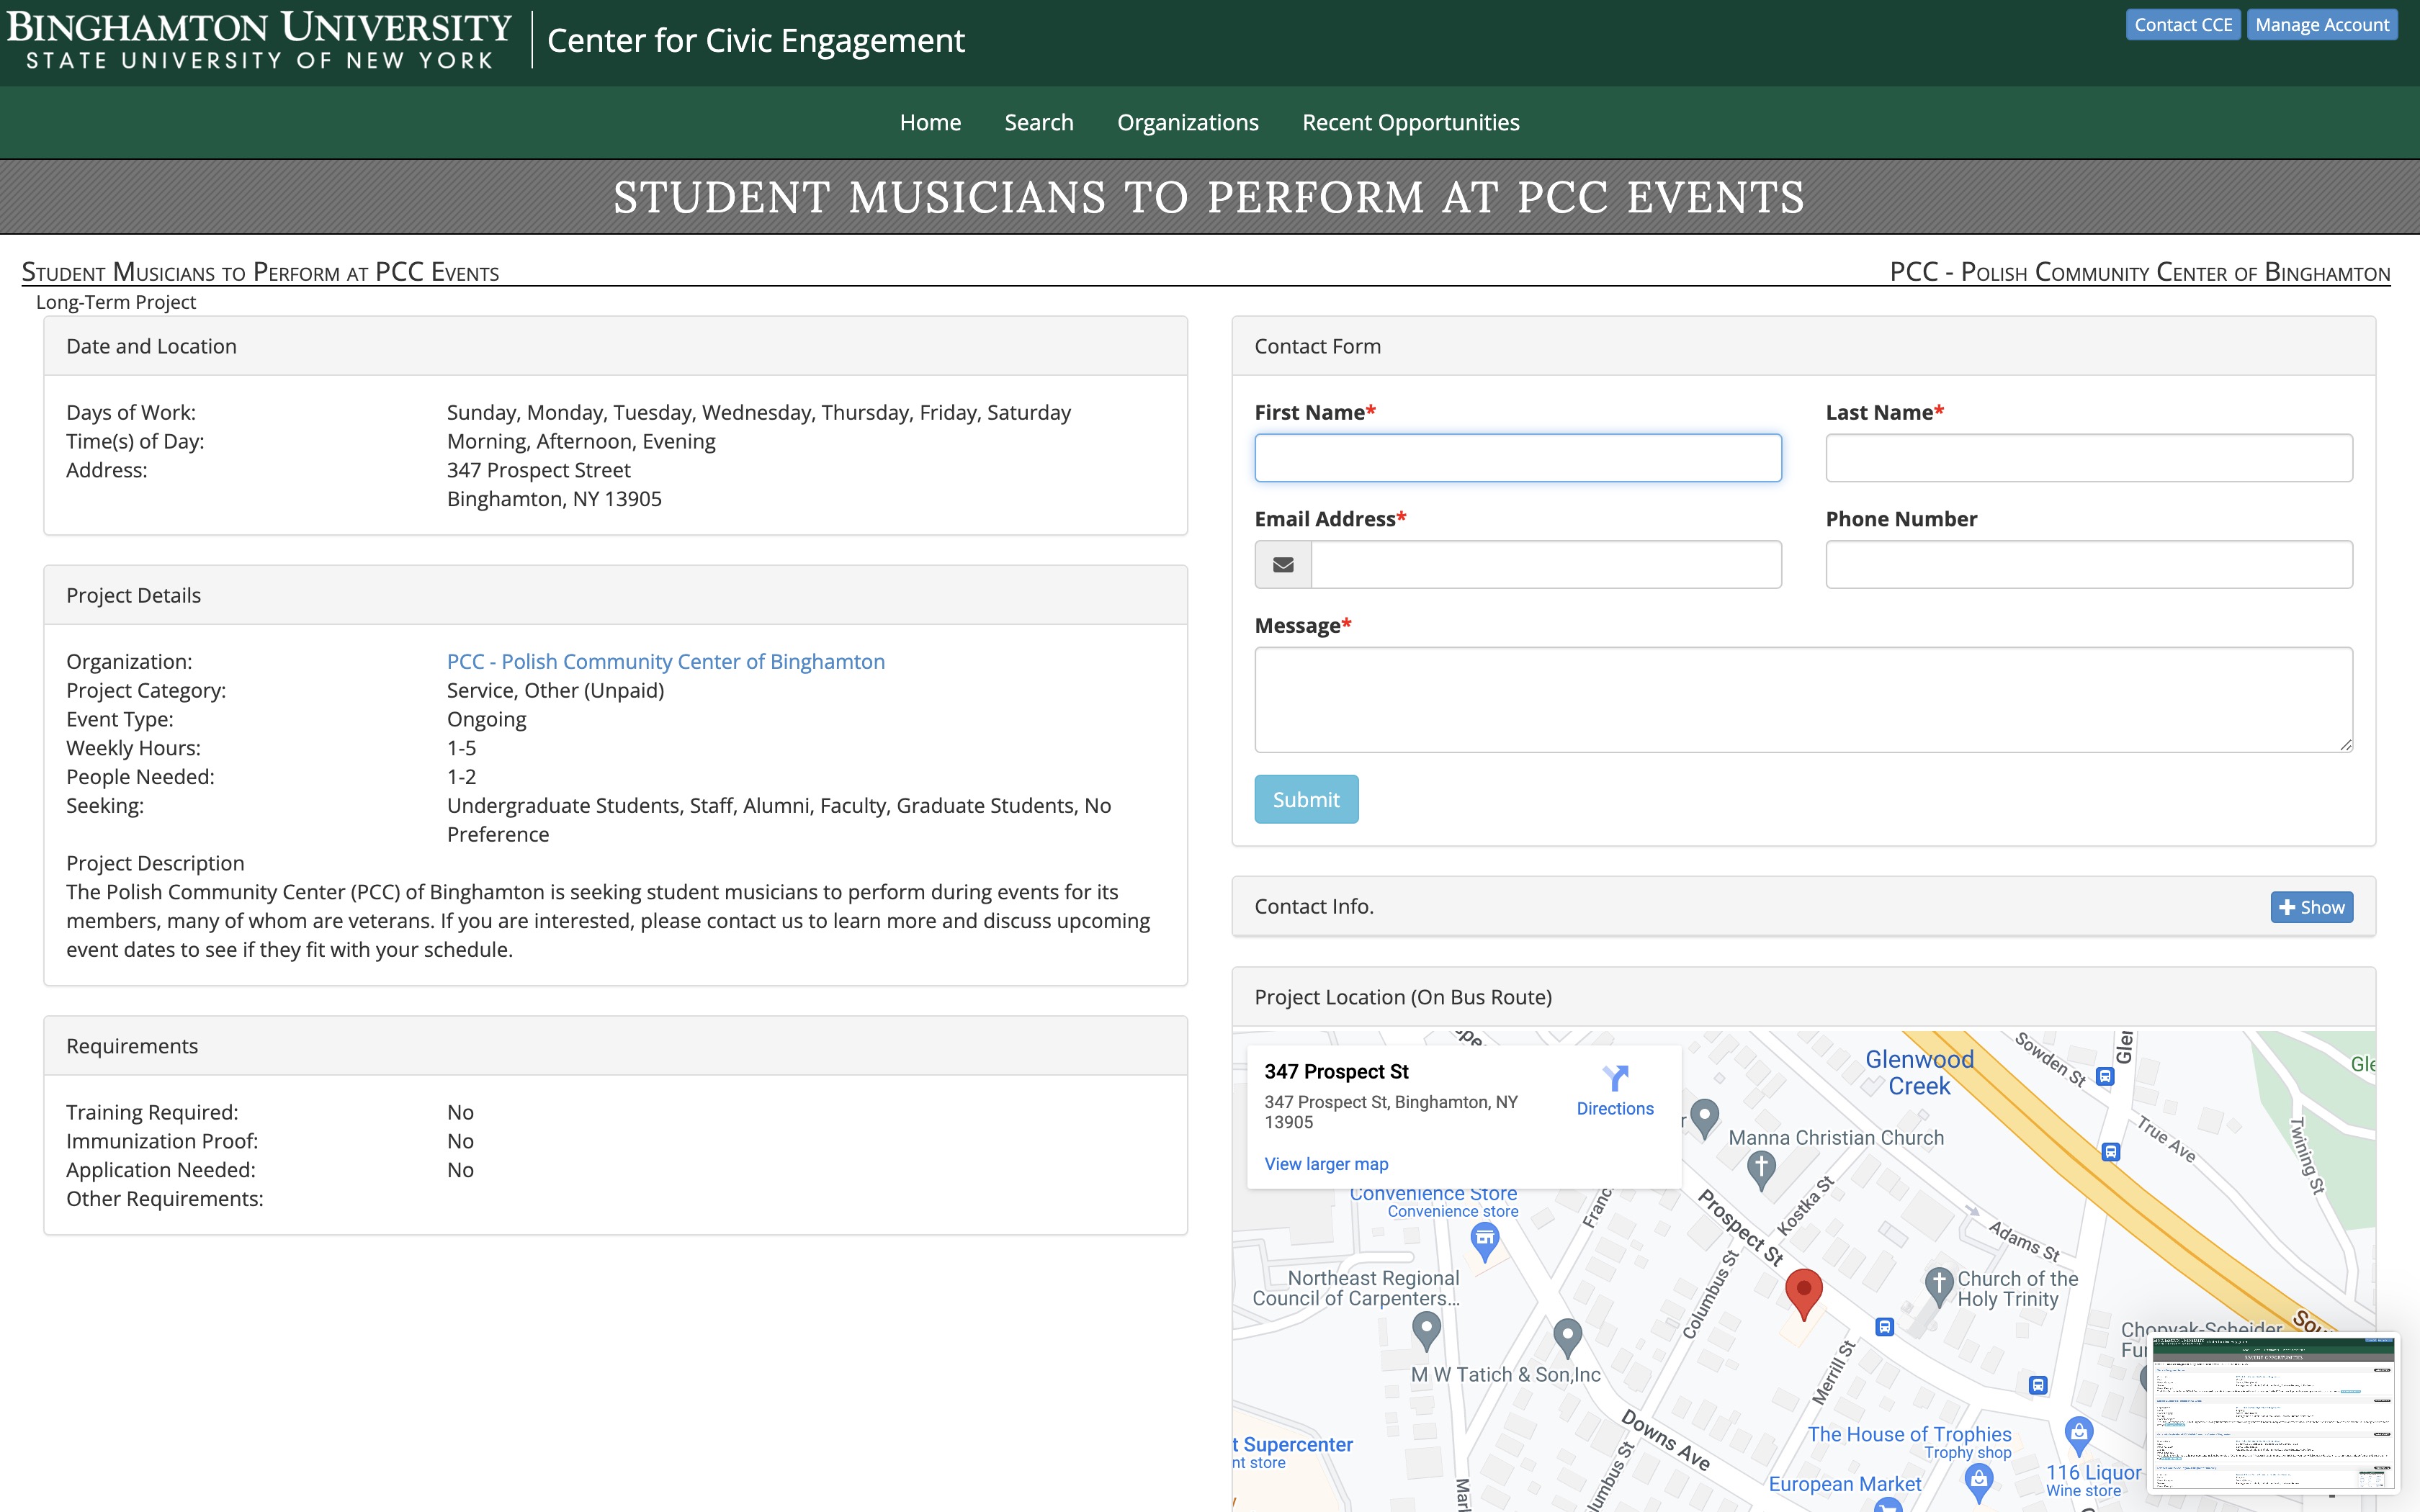 BINGHAMTON UNIVERSITY
STATE UNIVERSITY OF NEW YORK
Center for Civic Engagement
Contact CCE
Manage Account
Home
Search
Organizations
Recent Opportunities
STUDENT MUSICIANS TO PERFORM AT PCC EVENTS
STUDENT MUSICIANS TO PERFORM AT PCC EVENTS
PCC - POLISH COMMUNITY CENTER OF BINGHAMTON
Long-Term Project
Date and Location
Days of Work: Sunday, Monday, Tuesday, Wednesday, Thursday, Friday, Saturday
Time(s) of Day: Morning, Afternoon, Evening
Address: 347 Prospect Street
Binghamton, NY 13905
Project Details
Organization: PCC - Polish Community Center of Binghamton
Project Category: Service, Other (Unpaid)
Event Type: Ongoing
Weekly Hours: 1-5
People Needed: 1-2
Seeking: Undergraduate Students, Staff, Alumni, Faculty, Graduate Students, No
Preference
Project Description
The Polish Community Center (PCC) of Binghamton is seeking student musicians to perform during events for its
members, many of whom are veterans. If you are interested, please contact us to learn more and discuss upcoming
event dates to see if they fit with your schedule.
Requirements
Training Required: No
Immunization Proof: No
Application Needed: No
Other Requirements:
Contact Form
First Name*
Last Name*
Email Address*
Phone Number
Message*
Submit
Contact Info.
Show
Project Location (On Bus Route)
347 Prospect St
347 Prospect St, Binghamton, NY
13905
Directions
View larger map
Glenwood
Creek
Sowden St
Glen
True Ave
Twining St
Manna Christian Church
Convenience Store
Convenience store
Franc
Prospect St
Kostka St
Adams St
Northeast Regional
Council of Carpenters...
Columbus St
Church of the
Holy Trinity
M W Tatich & Son,Inc
Merrill St
Chopyak-Scheider
Fu
Downs Ave
lumbus St
t Supercenter
nt store
The House of Trophies
Trophy shop
European Market
116 Liquor
Wine store